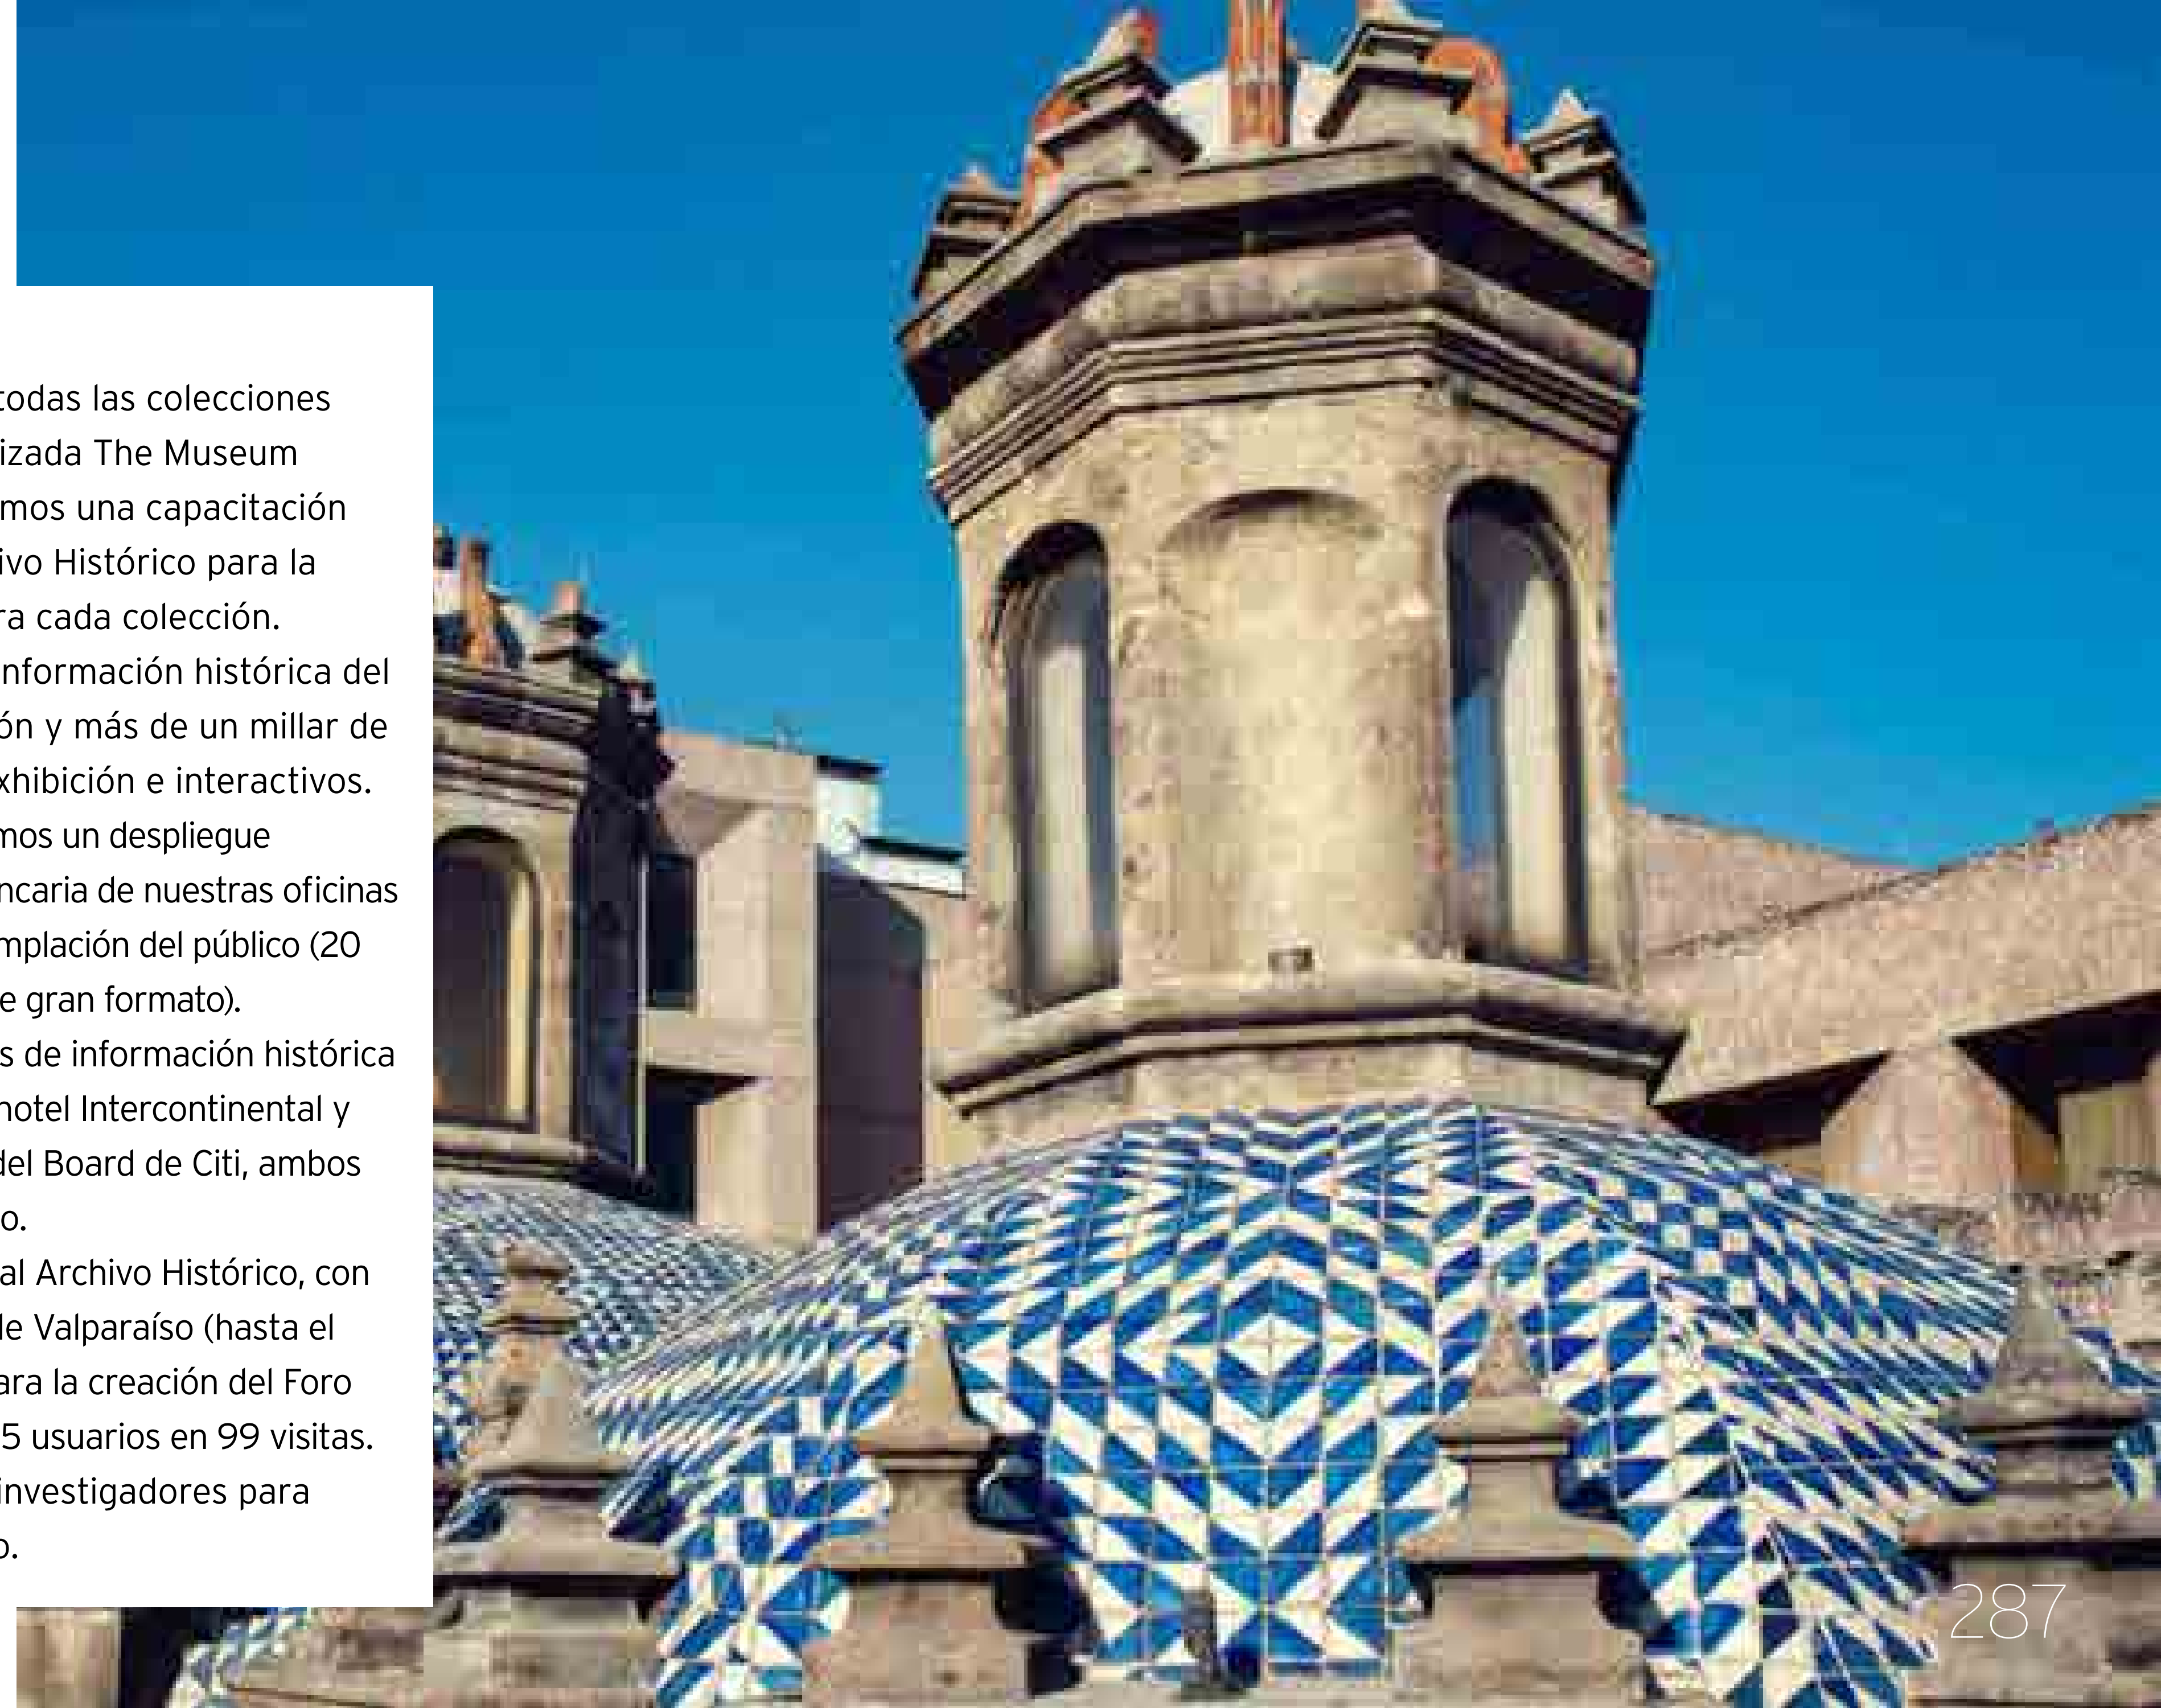 todas las colecciones
izada The Museum
mos una capacitación
ivo Histórico para la
ra cada colección.
nformación histórica del
ón y más de un millar de
xhibición e interactivos.
mos un despliegue
ncaria de nuestras oficinas
mplación del público (20
e gran formato).
s de información histórica
hotel Intercontinental y
del Board de Citi, ambos
o.
al Archivo Histórico, con
de Valparaíso (hasta el
ara la creación del Foro
5 usuarios en 99 visitas.
investigadores para
o.
287